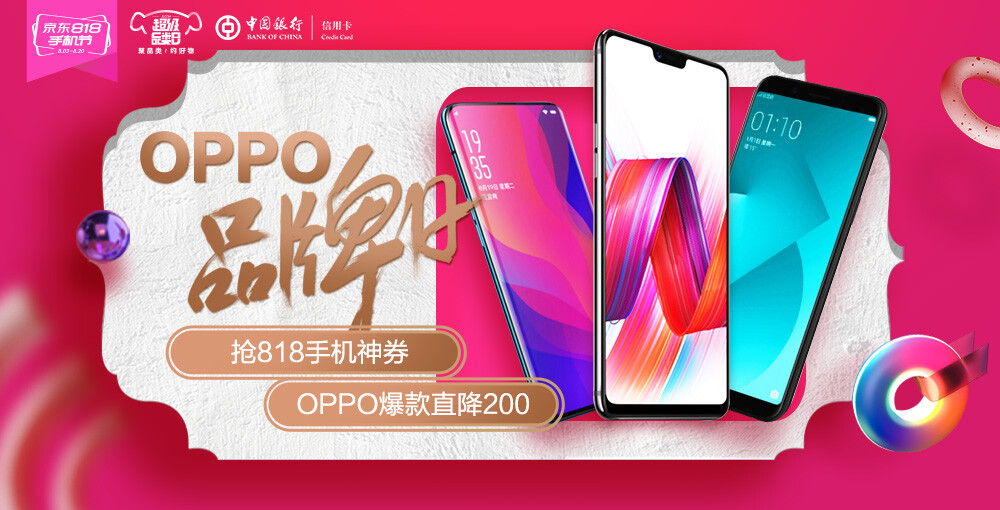 京东818
手机节
8.03-8.20
超级
品类日
聚品类/约好物
中国银行
BANK OF CHINA
信用卡
Credit Card
OPPO
品牌日
抢818手机神券
OPPO爆款直降200
19
35
01:10